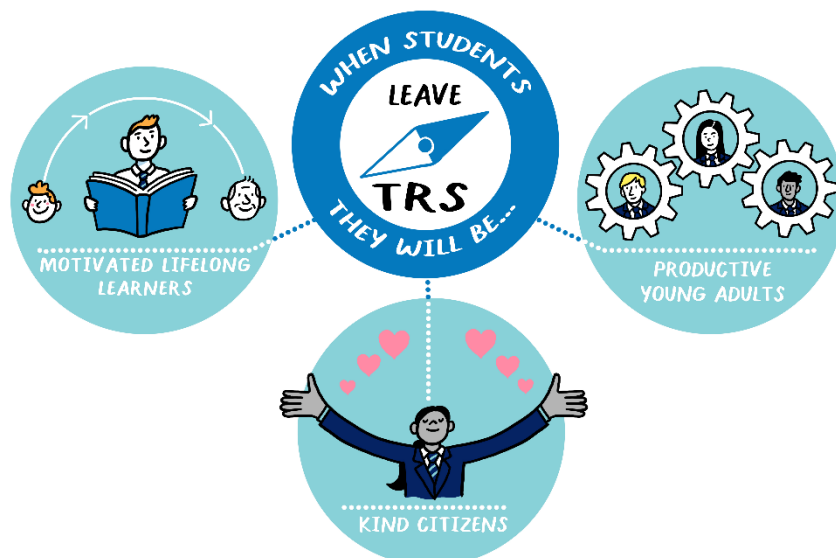 WHEN STUDENTS
LEAVE
TRS
THEY WILL BE...
MOTIVATED LIFELONG
LEARNERS
PRODUCTIVE
YOUNG ADULTS
KIND CITIZENS